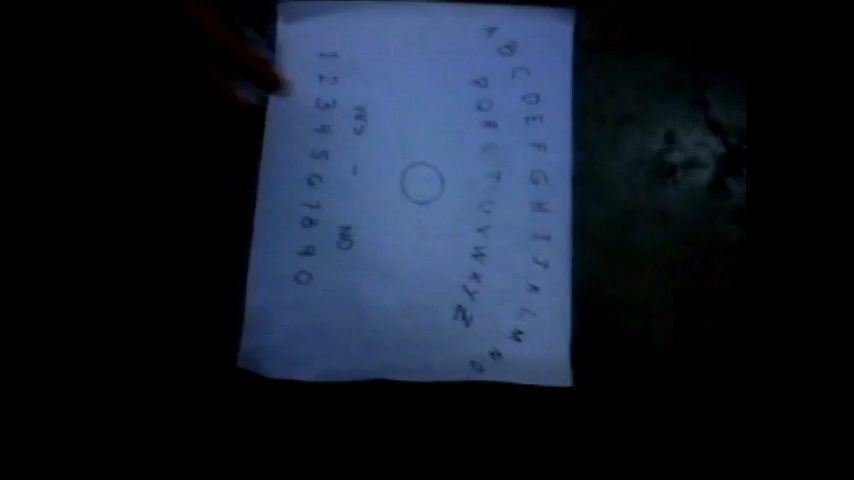 A B C D E F G H I J K L M N O
P Q R S T U V W X Y Z
YES - NO
1 2 3 4 5 6 7 8 9 0